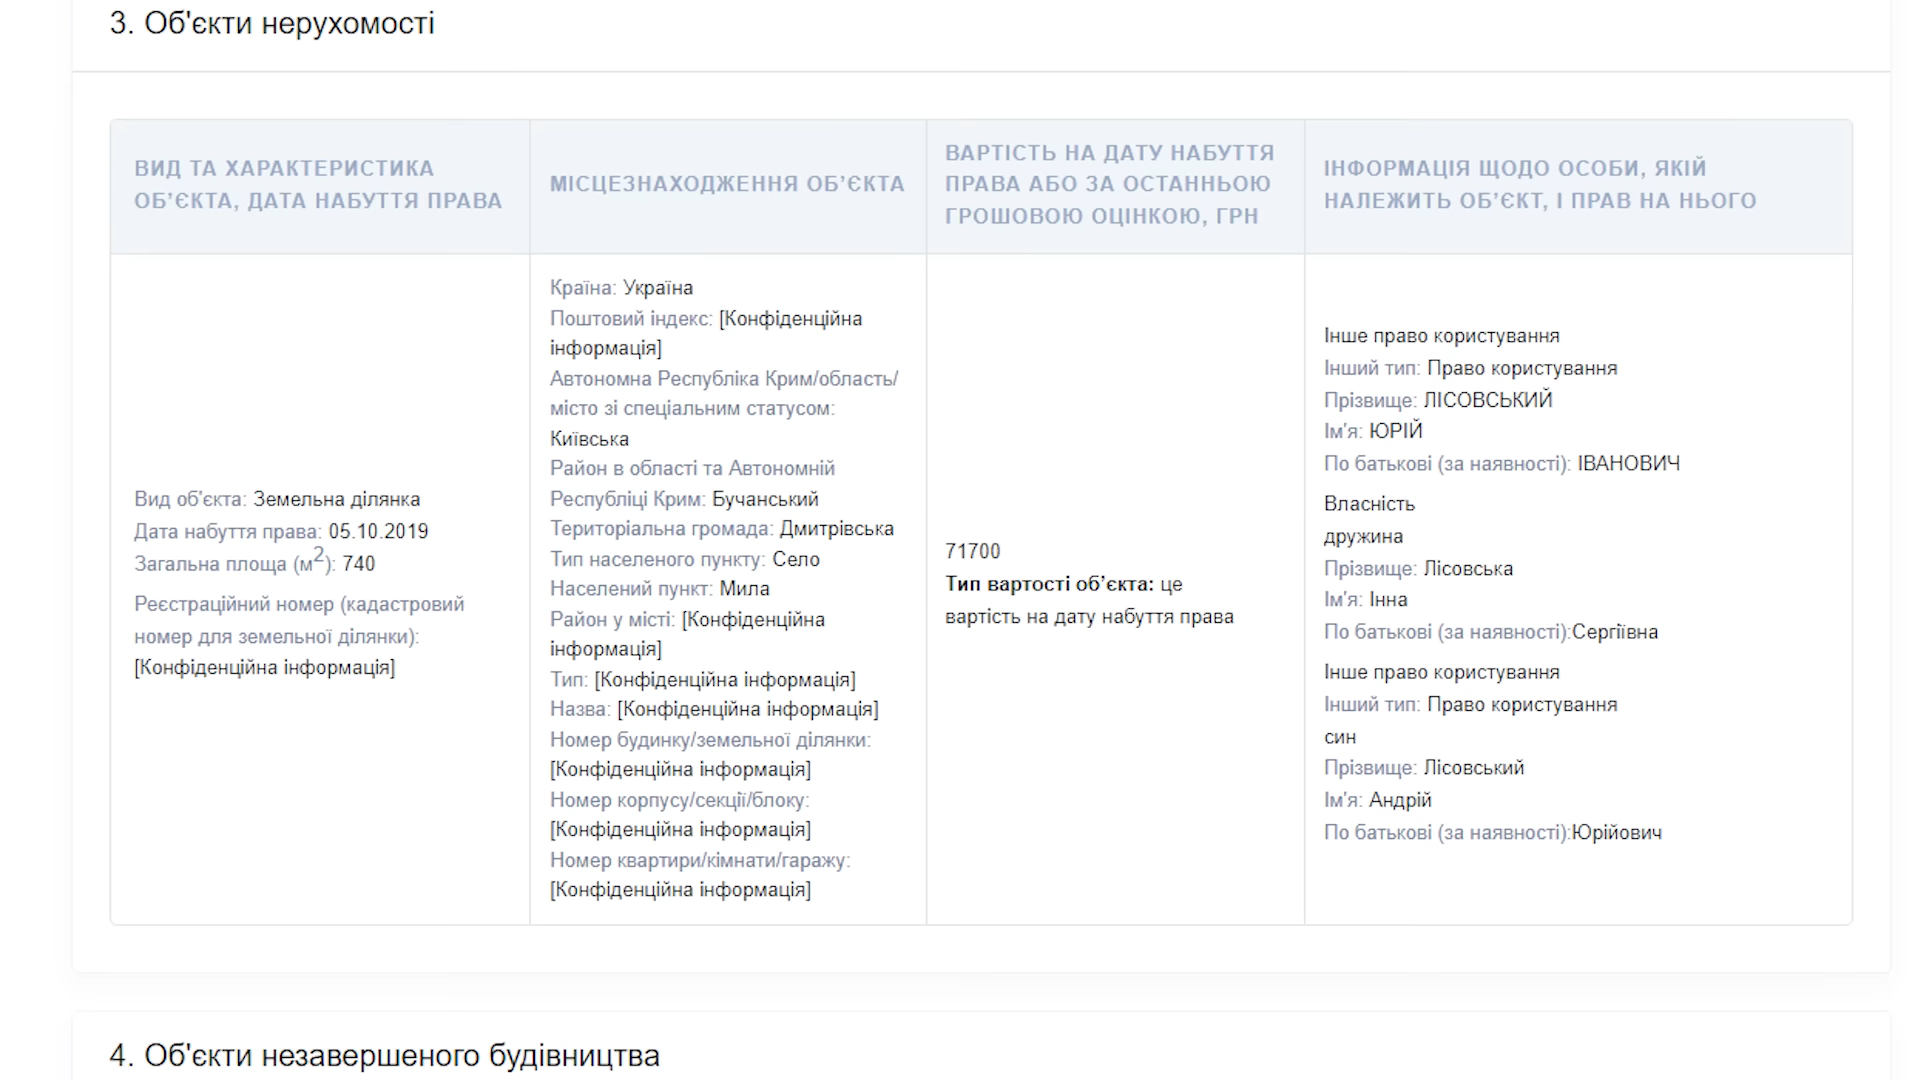 3. Об'єкти нерухомості
ВИД ТА ХАРАКТЕРИСТИКА
ОБ’ЄКТА, ДАТА НАБУТТЯ ПРАВА
МІСЦЕЗНАХОДЖЕННЯ ОБ’ЄКТА
ВАРТІСТЬ НА ДАТУ НАБУТТЯ
ПРАВА АБО ЗА ОСТАННЬОЮ
ГРОШОВОЮ ОЦІНКОЮ, ГРН
ІНФОРМАЦІЯ ЩОДО ОСОБИ, ЯКІЙ
НАЛЕЖИТЬ ОБ’ЄКТ, І ПРАВ НА НЬОГО
Вид об'єкта: Земельна ділянка
Дата набуття права: 05.10.2019
Загальна площа (м2): 740
Реєстраційний номер (кадастровий
номер для земельної ділянки):
[Конфіденційна інформація]
Країна: Україна
Поштовий індекс: [Конфіденційна
інформація]
Автономна Республіка Крим/область/
місто зі спеціальним статусом:
Київська
Район в області та Автономній
Республіці Крим: Бучанський
Територіальна громада: Дмитрівська
Тип населеного пункту: Село
Населений пункт: Мила
Район у місті: [Конфіденційна
інформація]
Тип: [Конфіденційна інформація]
Назва: [Конфіденційна інформація]
Номер будинку/земельної ділянки:
[Конфіденційна інформація]
Номер корпусу/секції/блоку:
[Конфіденційна інформація]
Номер квартири/кімнати/гаражу:
[Конфіденційна інформація]
71700
Тип вартості об’єкта: це
вартість на дату набуття права
Інше право користування
Інший тип: Право користування
Прізвище: ЛІСОВСЬКИЙ
Ім'я: ЮРІЙ
По батькові (за наявності): ІВАНОВИЧ
Власність
дружина
Прізвище: Лісовська
Ім'я: Інна
По батькові (за наявності):Сергіївна
Інше право користування
Інший тип: Право користування
син
Прізвище: Лісовський
Ім'я: Андрій
По батькові (за наявності):Юрійович
4. Об'єкти незавершеного будівництва